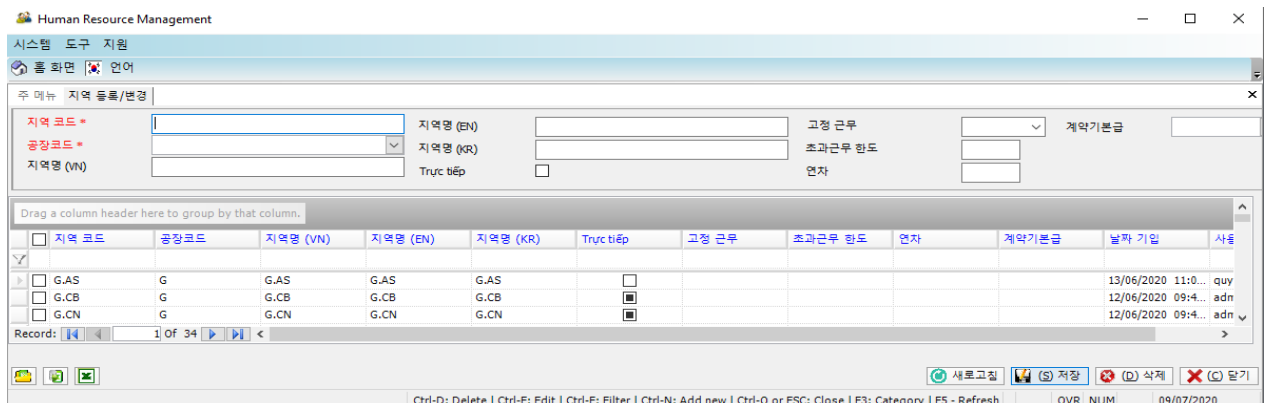 Human Resource Management
시스템 도구 지원
홈 화면 언어
주 메뉴 지역 등록/변경
지역 코드 * 지역명 (EN) 고정 근무 계약기본급
공장코드 * 지역명 (KR) 초과근무 한도
지역명 (VN) Trực tiếp 연차
Drag a column header here to group by that column.
지역 코드 공장코드 지역명 (VN) 지역명 (EN) 지역명 (KR) Trực tiếp 고정 근무 초과근무 한도 연차 계약기본급 날짜 기입
G.AS G G.AS G.AS G.AS 13/06/2020 11:0... quy
G.CB G G.CB G.CB G.CB 12/06/2020 09:4... adm
G.CN G G.CN G.CN G.CN 12/06/2020 09:4... adm
Record: 1 Of 34
새로고침 (S) 저장 (D) 삭제 (C) 닫기
Ctrl-D: Delete | Ctrl-E: Edit | Ctrl-F: Filter | Ctrl-N: Add new | Ctrl-Q or ESC: Close | F3: Category | F5 - Refresh OVR NUM 09/07/2020